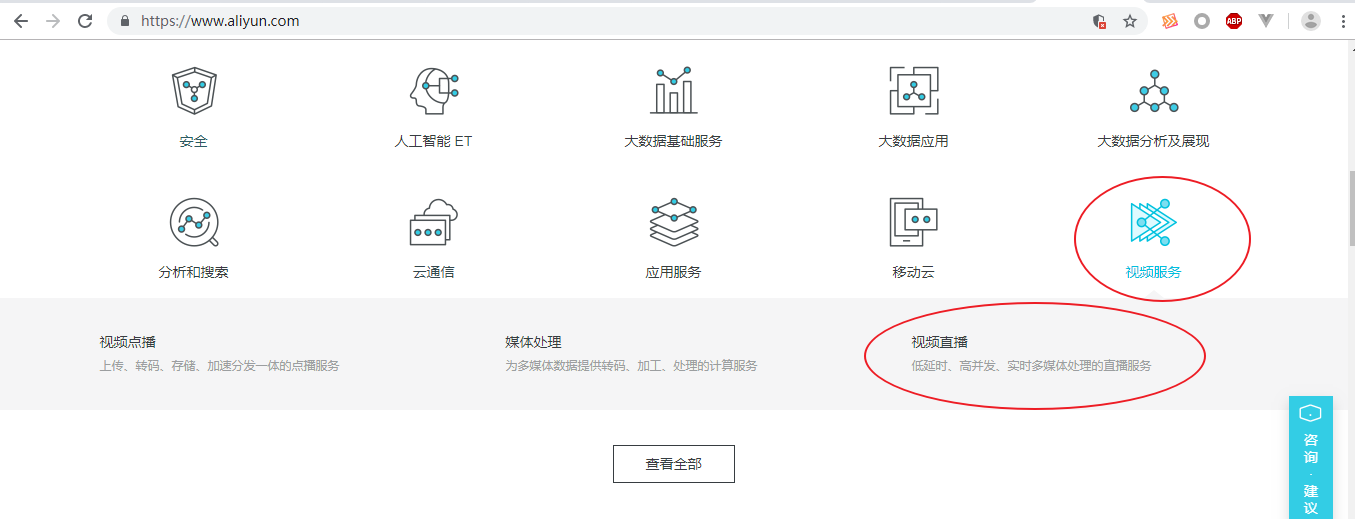 https://www.aliyun.com
ABP
安全
人工智能 ET
大数据基础服务
大数据应用
大数据分析及展现
分析和搜索
云通信
应用服务
移动云
视频服务
视频点播
上传、转码、存储、加速分发一体的点播服务
媒体处理
为多媒体数据提供转码、加工、处理的计算服务
视频直播
低延时、高并发、实时多媒体处理的直播服务
查看全部
咨询·建议